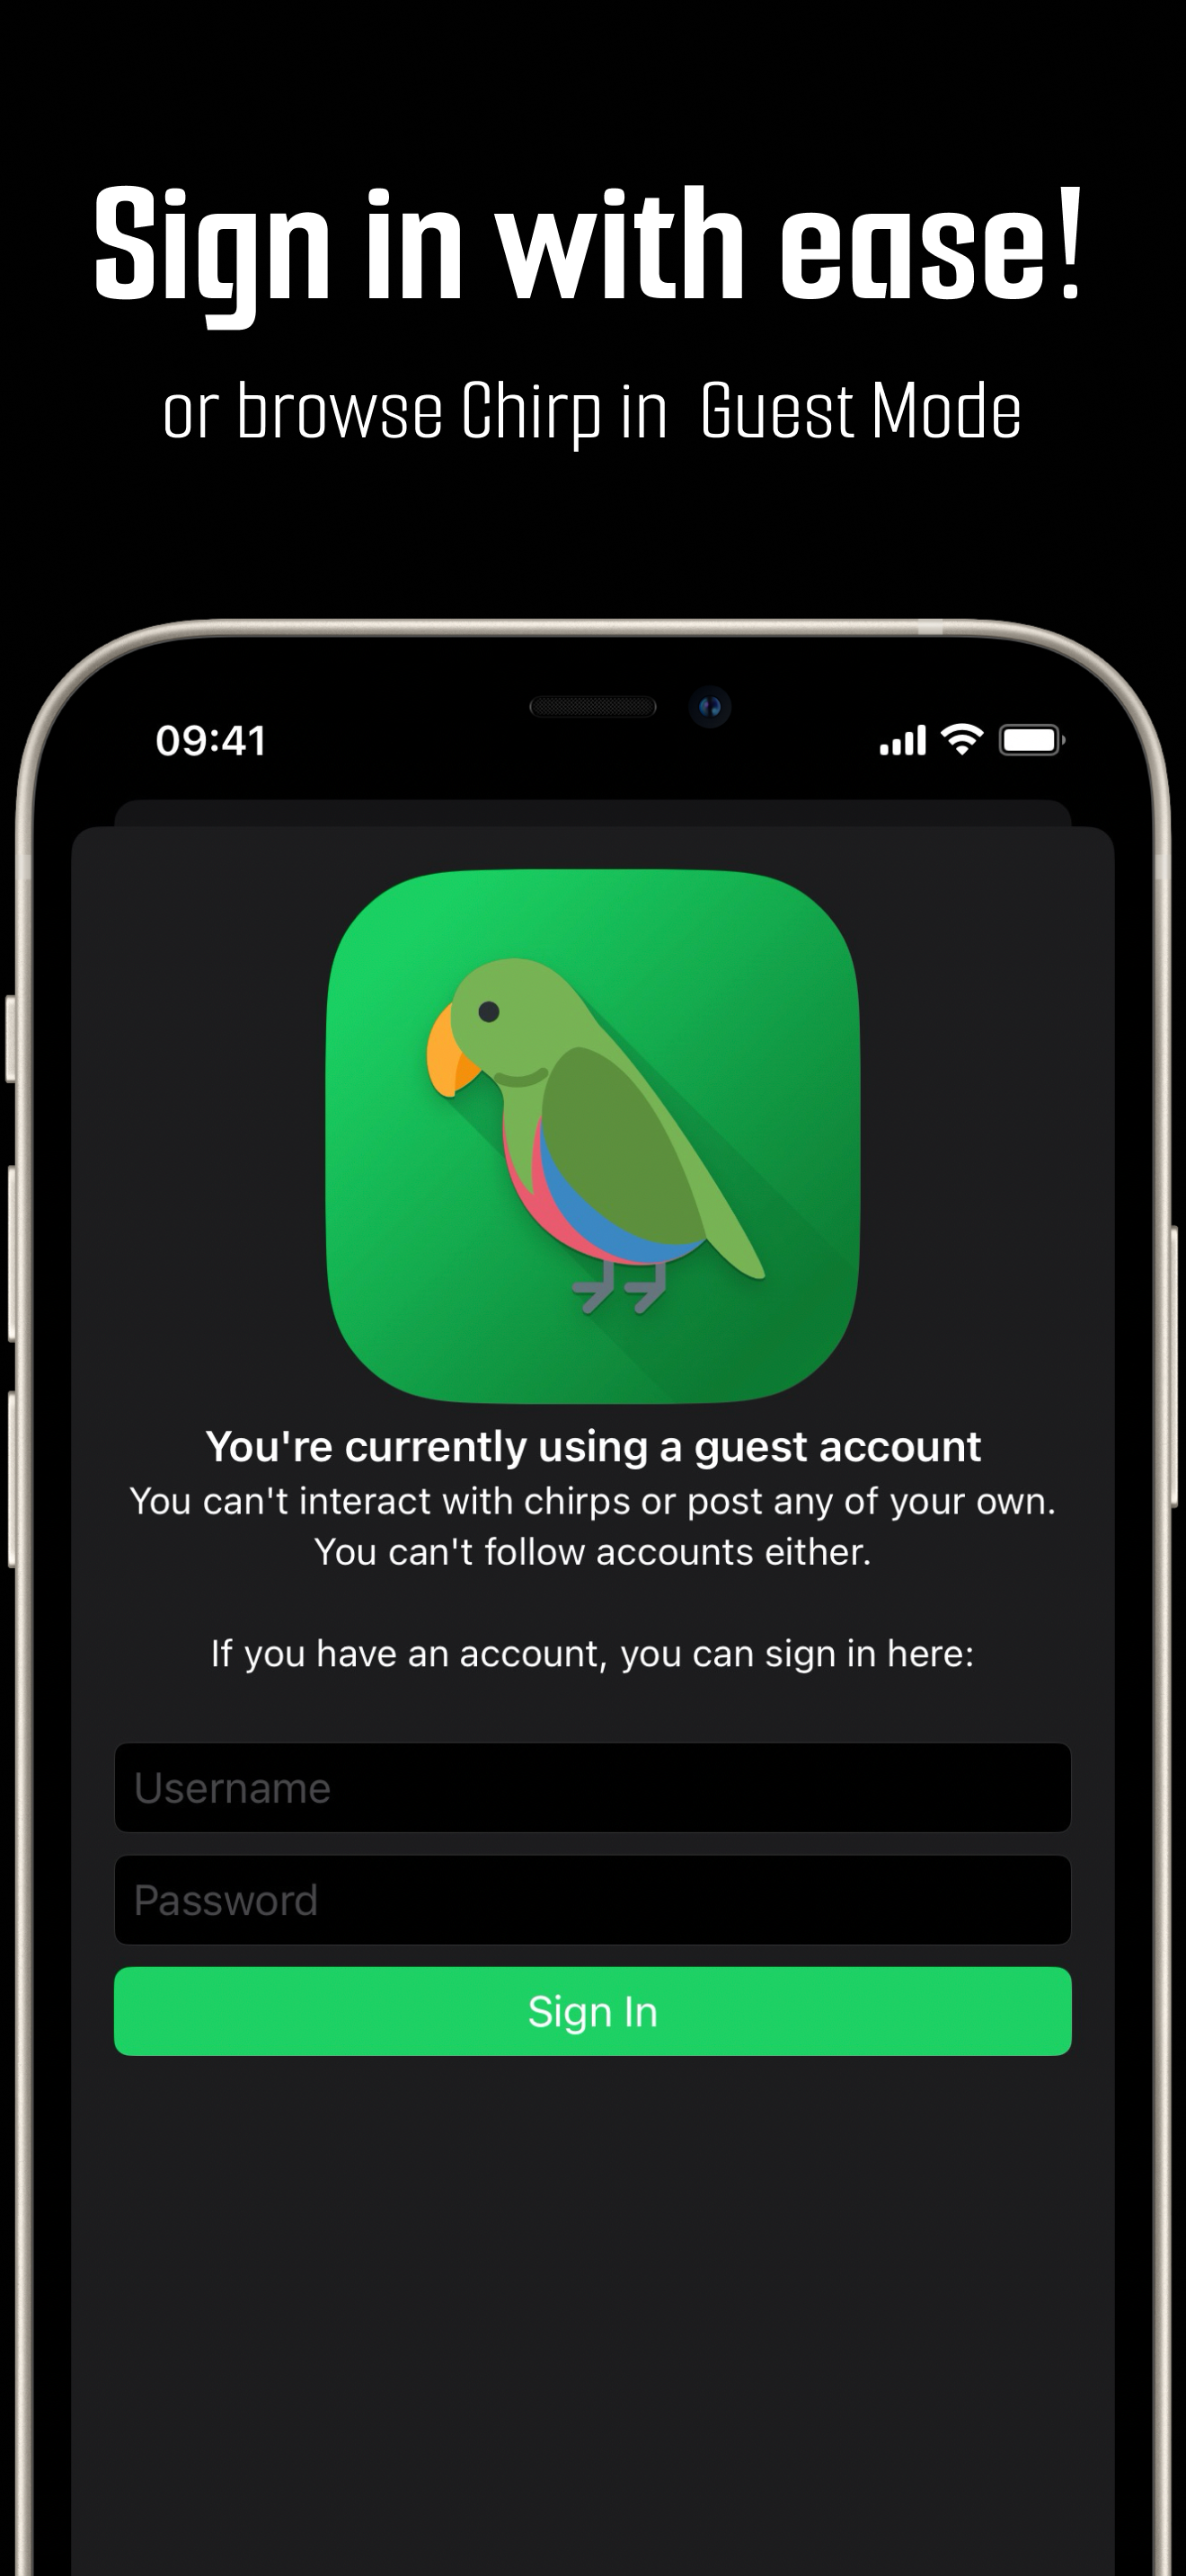 Sign in with ease!
or browse Chirp in  Guest Mode
09:41
You're currently using a guest account
You can't interact with chirps or post any of your own.
You can't follow accounts either.
If you have an account, you can sign in here:
Username
Password
Sign In